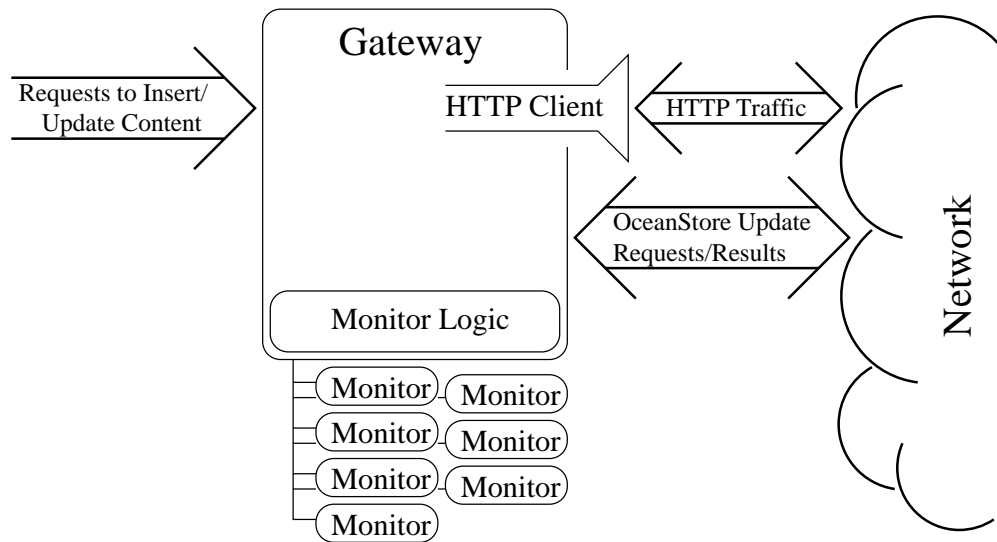 Gateway
Requests to Insert/
Update Content
HTTP Client
HTTP Traffic
OceanStore Update
Requests/Results
Network
Monitor Logic
Monitor
Monitor
Monitor
Monitor
Monitor
Monitor
Monitor